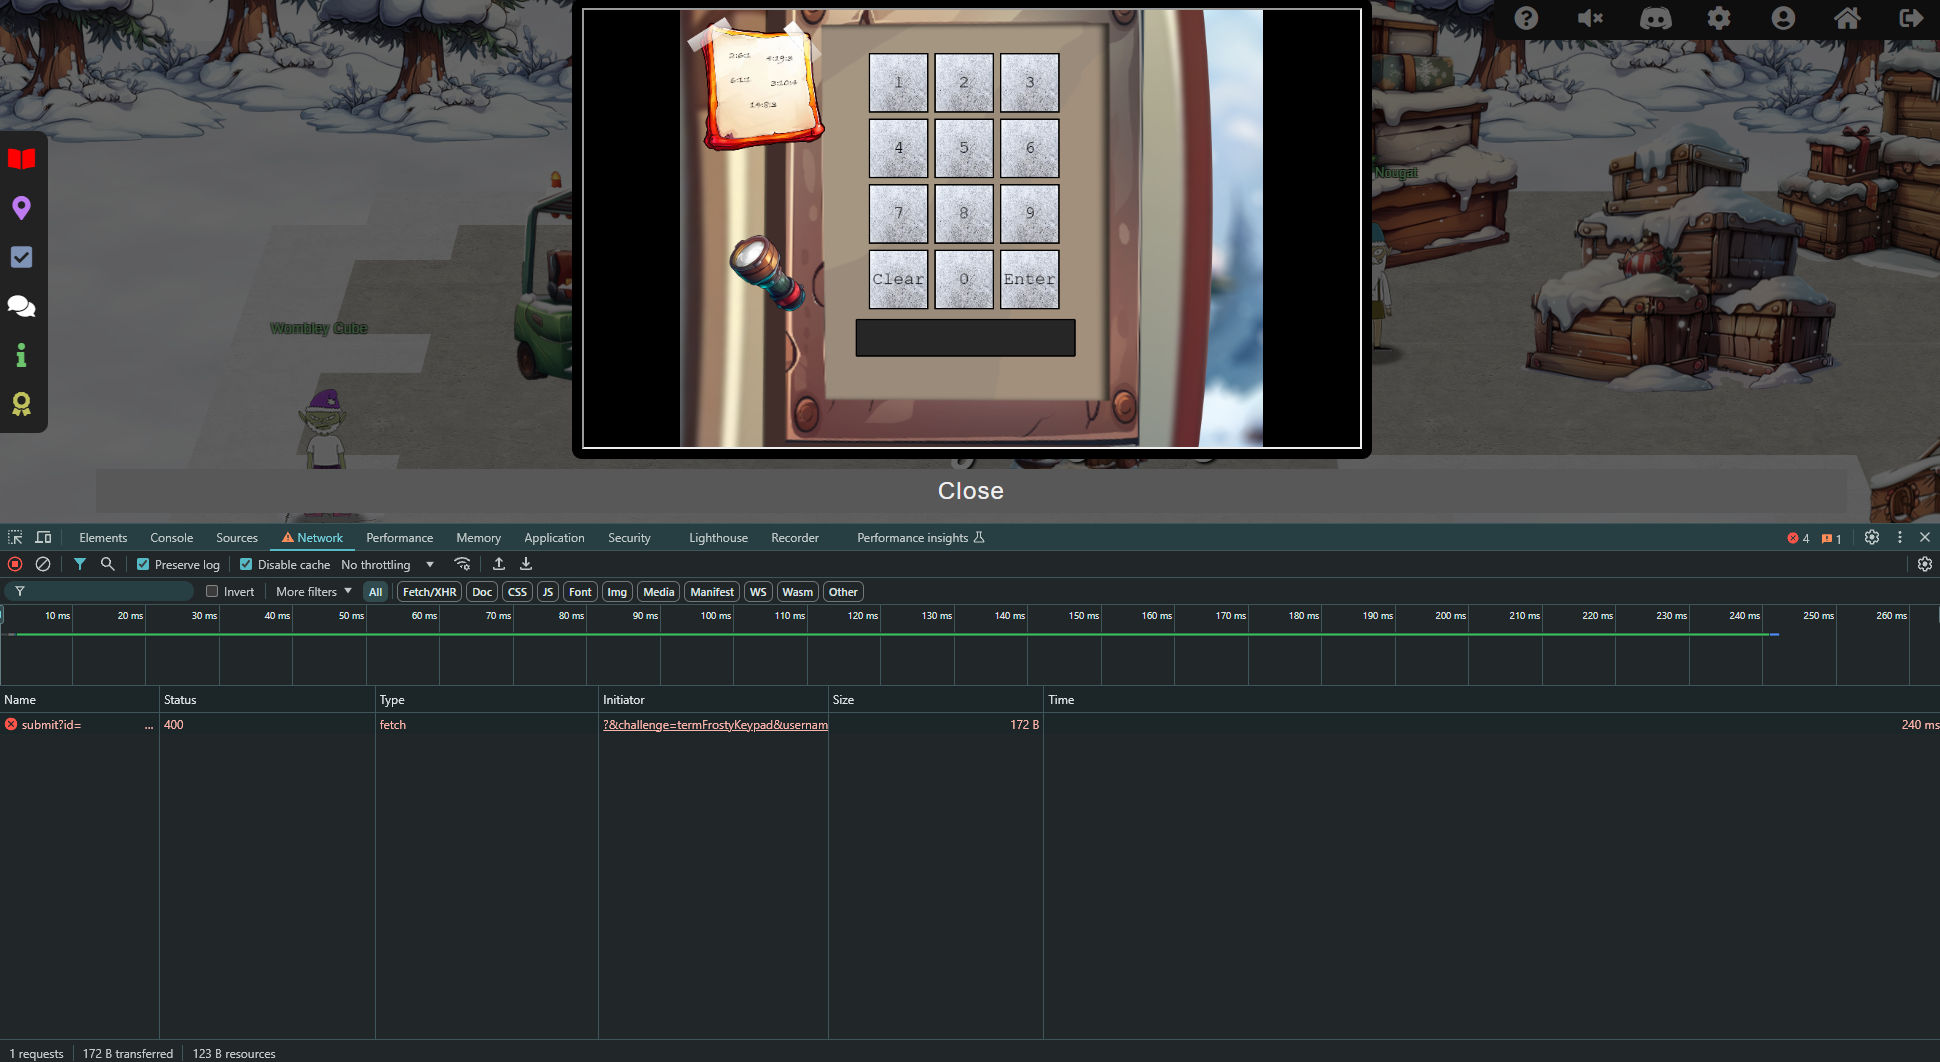 2:6:1
4:19:3
6:1:1
3:10:4
14:8:3
1 2 3
4 5 6
7 8 9
Clear 0 Enter
Nougat
Wombley Cube
Close
Elements Console Sources Network Performance Memory Application Security Lighthouse Recorder Performance insights 4 1
Preserve log Disable cache No throttling
Invert More filters All Fetch/XHR Doc CSS JS Font Img Media Manifest WS Wasm Other
10 ms 20 ms 30 ms 40 ms 50 ms 60 ms 70 ms 80 ms 90 ms 100 ms 110 ms 120 ms 130 ms 140 ms 150 ms 160 ms 170 ms 180 ms 190 ms 200 ms 210 ms 220 ms 230 ms 240 ms 250 ms 260 ms
Name Status Type Initiator Size Time
submit?id= ... 400 fetch ?&challenge=termFrostyKeypad&usernam 172 B 240 ms
1 requests 172 B transferred 123 B resources